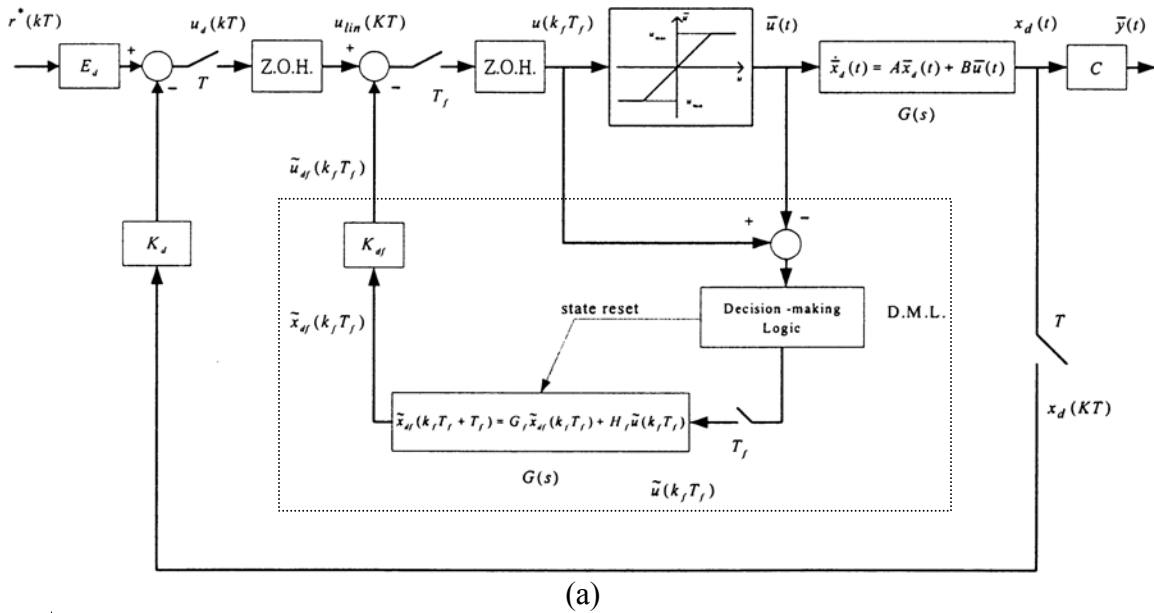 r*(kT)
u_d(kT)
u_lin(KT)
u(k_f T_f)
ū(t)
x_d(t)
ȳ(t)
E_d
+
−
T
Z.O.H.
+
−
T_f
Z.O.H.
ū
u
ẋ̄_d(t) = Ax̄_d(t) + Bū(t)
G(s)
C
ũ_df(k_f T_f)
K_d
K_df
+
−
x̃_df(k_f T_f)
state reset
Decision -making
Logic
D.M.L.
T
x̃_df(k_f T_f + T_f) = G_f x̃_df(k_f T_f) + H_f ũ(k_f T_f)
T_f
x_d(KT)
G(s)
ũ(k_f T_f)
(a)